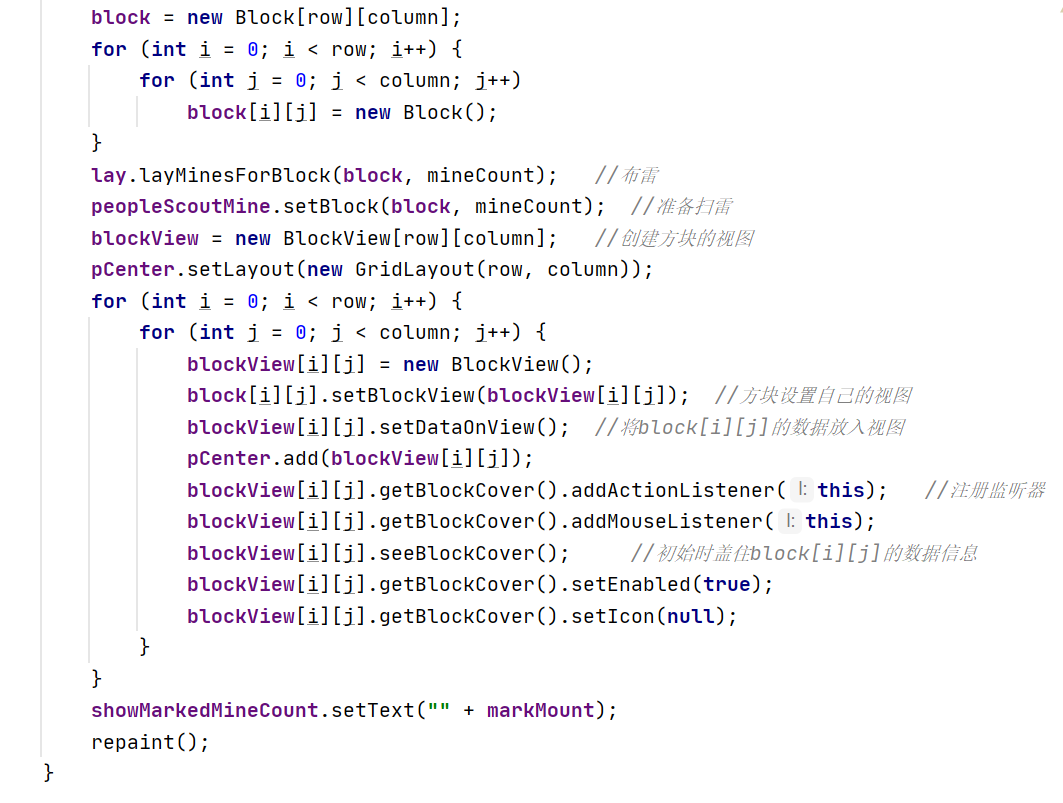 block = new Block[row][column];
for (int i = 0; i < row; i++) {
for (int j = 0; j < column; j++)
block[i][j] = new Block();
}
lay.layMinesForBlock(block, mineCount);   //布雷
peopleScoutMine.setBlock(block, mineCount);  //准备扫雷
blockView = new BlockView[row][column];   //创建方块的视图
pCenter.setLayout(new GridLayout(row, column));
for (int i = 0; i < row; i++) {
for (int j = 0; j < column; j++) {
blockView[i][j] = new BlockView();
block[i][j].setBlockView(blockView[i][j]);  //方块设置自己的视图
blockView[i][j].setDataOnView();  //将block[i][j]的数据放入视图
pCenter.add(blockView[i][j]);
blockView[i][j].getBlockCover().addActionListener( l: this);   //注册监听器
blockView[i][j].getBlockCover().addMouseListener( l: this);
blockView[i][j].seeBlockCover();     //初始时盖住block[i][j]的数据信息
blockView[i][j].getBlockCover().setEnabled(true);
blockView[i][j].getBlockCover().setIcon(null);
}
}
showMarkedMineCount.setText("" + markMount);
repaint();
}